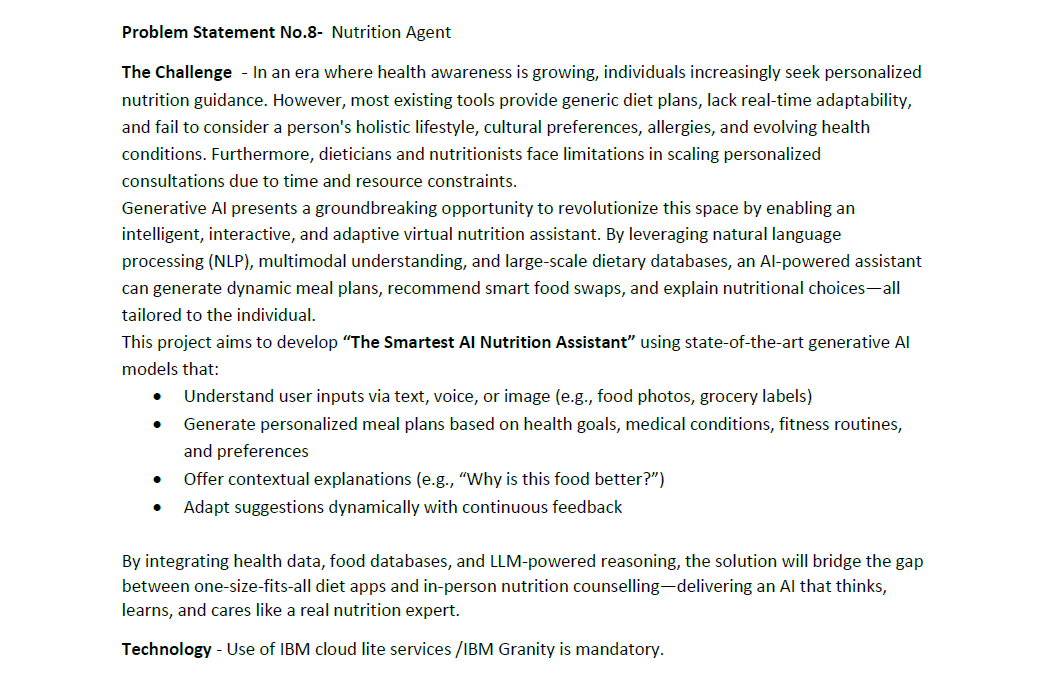 Problem Statement No.8-  Nutrition Agent
The Challenge  - In an era where health awareness is growing, individuals increasingly seek personalized
nutrition guidance. However, most existing tools provide generic diet plans, lack real-time adaptability,
and fail to consider a person's holistic lifestyle, cultural preferences, allergies, and evolving health
conditions. Furthermore, dieticians and nutritionists face limitations in scaling personalized
consultations due to time and resource constraints.
Generative AI presents a groundbreaking opportunity to revolutionize this space by enabling an
intelligent, interactive, and adaptive virtual nutrition assistant. By leveraging natural language
processing (NLP), multimodal understanding, and large-scale dietary databases, an AI-powered assistant
can generate dynamic meal plans, recommend smart food swaps, and explain nutritional choices—all
tailored to the individual.
This project aims to develop “The Smartest AI Nutrition Assistant” using state-of-the-art generative AI
models that:
• Understand user inputs via text, voice, or image (e.g., food photos, grocery labels)
• Generate personalized meal plans based on health goals, medical conditions, fitness routines,
and preferences
• Offer contextual explanations (e.g., “Why is this food better?”)
• Adapt suggestions dynamically with continuous feedback
By integrating health data, food databases, and LLM-powered reasoning, the solution will bridge the gap
between one-size-fits-all diet apps and in-person nutrition counselling—delivering an AI that thinks,
learns, and cares like a real nutrition expert.
Technology - Use of IBM cloud lite services /IBM Granity is mandatory.